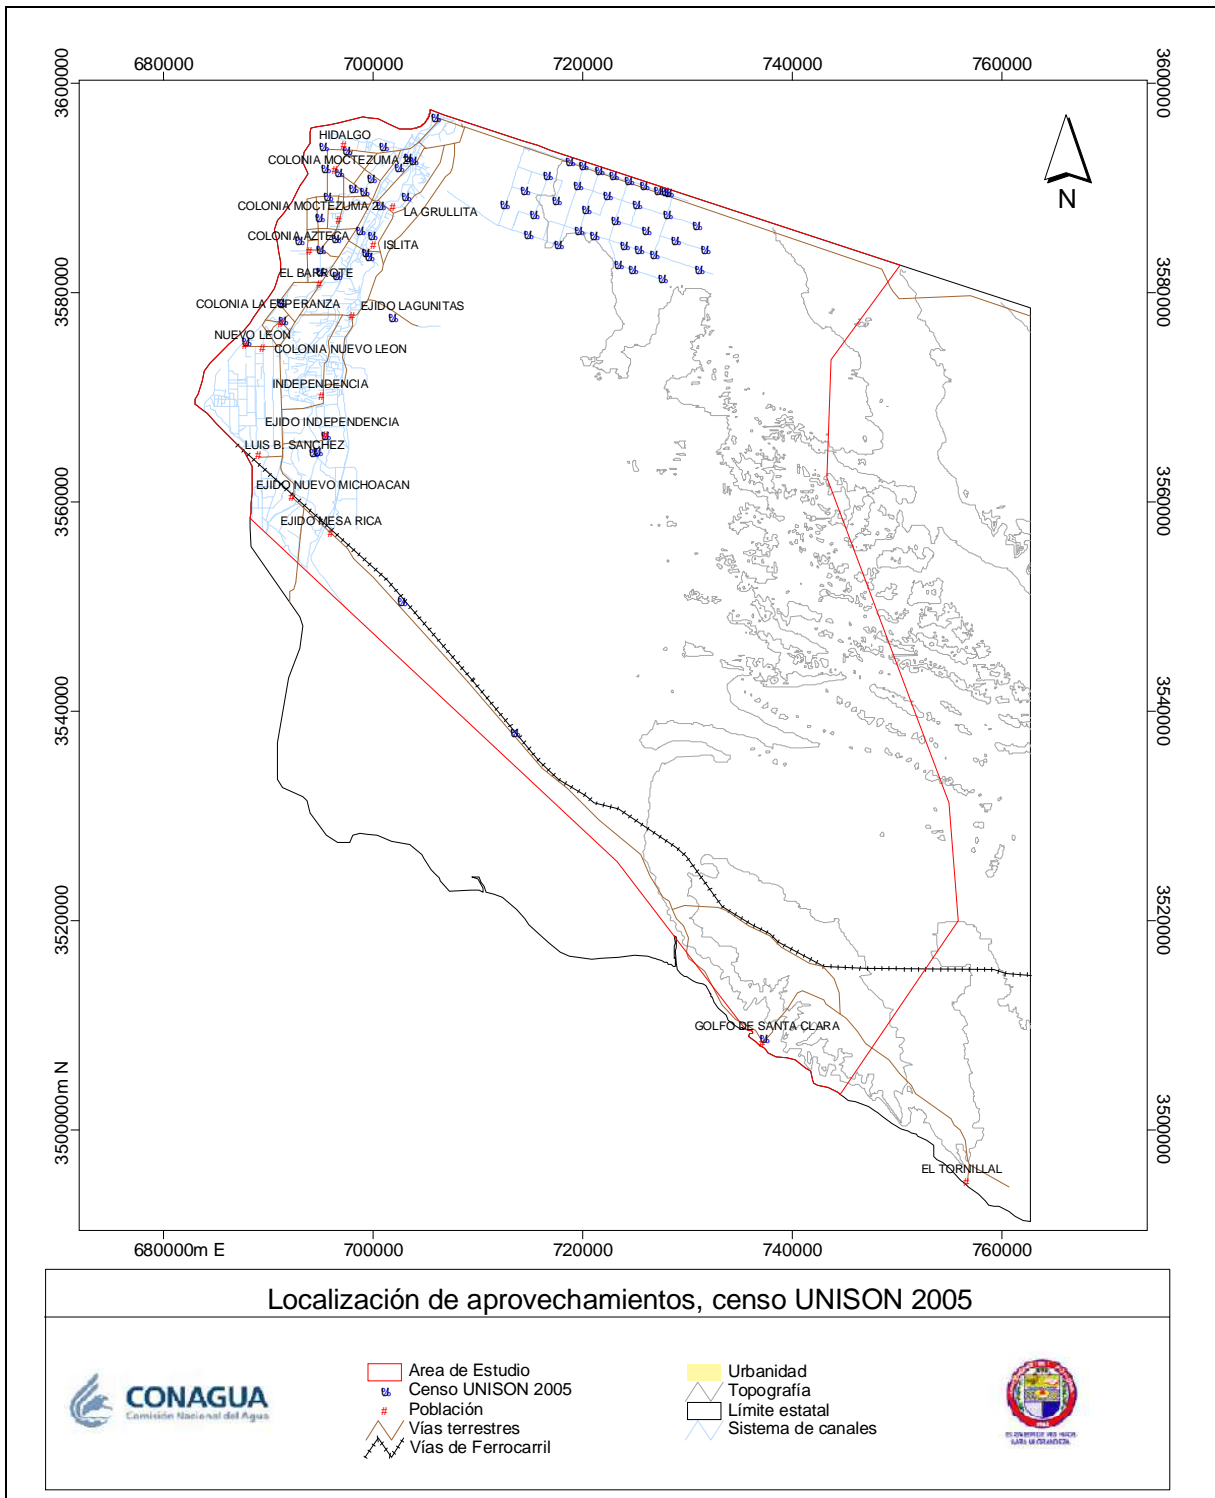 680000
700000
720000
740000
760000
3600000
3600000
HIDALGO
COLONIA MOCTEZUMA 2
COLONIA MOCTEZUMA 2
LA GRULLITA
COLONIA AZTECA
ISLITA
EL BARROTE
3580000
3580000
COLONIA LA ESPERANZA
EJIDO LAGUNITAS
NUEVO LEON
COLONIA NUEVO LEON
INDEPENDENCIA
EJIDO INDEPENDENCIA
LUIS B. SANCHEZ
EJIDO NUEVO MICHOACAN
3560000
3560000
EJIDO MESA RICA
3540000
3540000
3520000
3520000
GOLFO DE SANTA CLARA
3500000m N
3500000
EL TORNILLAL
680000m E
700000
720000
740000
760000
N
Localización de aprovechamientos, censo UNISON 2005
CONAGUA
Comisión Nacional del Agua
Area de Estudio
Censo UNISON 2005
Población
Vías terrestres
Vías de Ferrocarril
Urbanidad
Topografía
Límite estatal
Sistema de canales